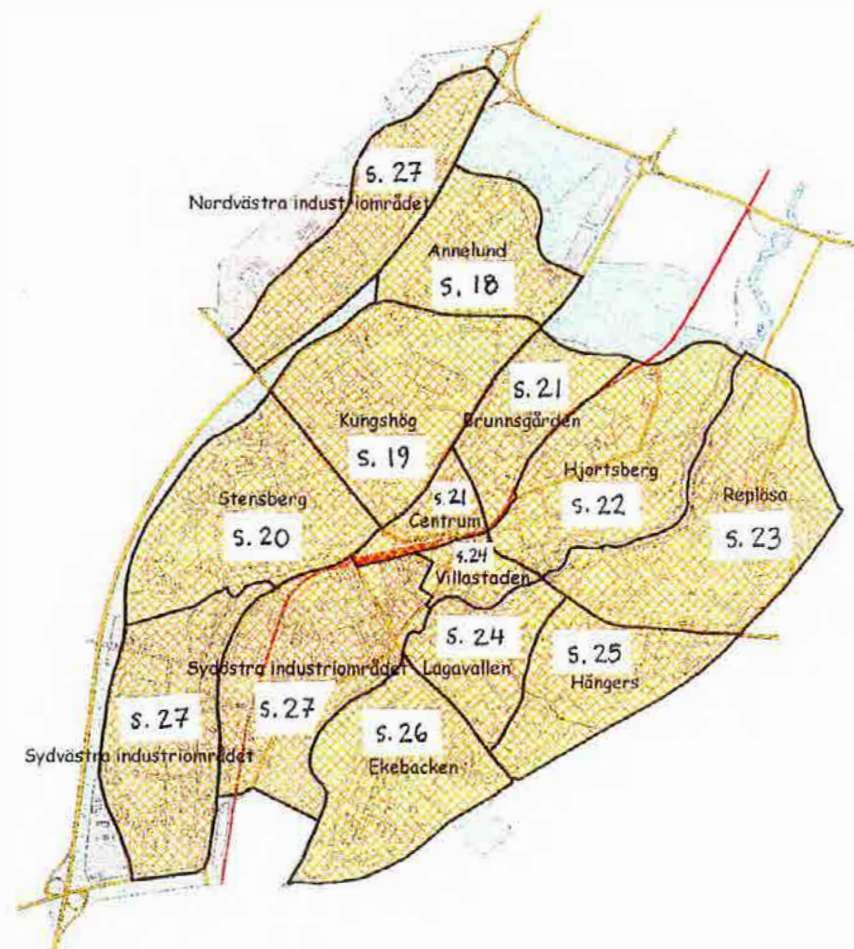 s. 27
Nordvästra industriområdet
Annelund
s. 18
s. 21
Brunnsgården
Kungshög
s. 19
Hjortsberg
s. 22
Stensberg
s. 20
s. 21
Centrum
Replösa
s. 23
s. 24
Villastaden
s. 24
Lagavallen
s. 25
Hångers
Sydöstra industriområdet
s. 27
s. 27
Sydvästra industriområdet
s. 26
Ekebacken